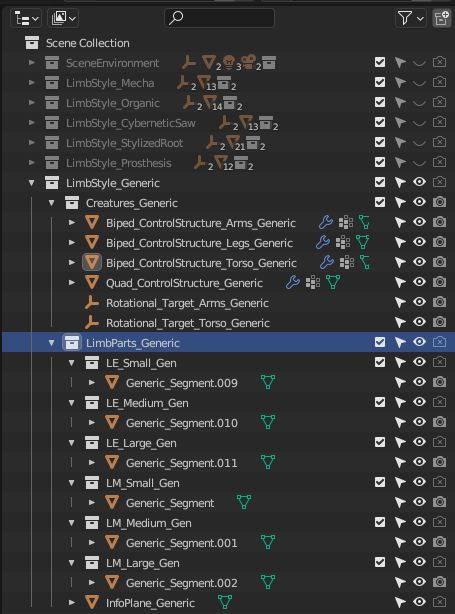 Scene Collection
SceneEnvironment 2 3 2
LimbStyle_Mecha 2 13 2
LimbStyle_Organic 2 14 2
LimbStyle_CyberneticSaw 2 13 2
LimbStyle_StylizedRoot 2 21 2
LimbStyle_Prosthesis 2 12 2
LimbStyle_Generic
Creatures_Generic
Biped_ControlStructure_Arms_Generic
Biped_ControlStructure_Legs_Generic
Biped_ControlStructure_Torso_Generic
Quad_ControlStructure_Generic
Rotational_Target_Arms_Generic
Rotational_Target_Torso_Generic
LimbParts_Generic
LE_Small_Gen
Generic_Segment.009
LE_Medium_Gen
Generic_Segment.010
LE_Large_Gen
Generic_Segment.011
LM_Small_Gen
Generic_Segment
LM_Medium_Gen
Generic_Segment.001
LM_Large_Gen
Generic_Segment.002
InfoPlane_Generic